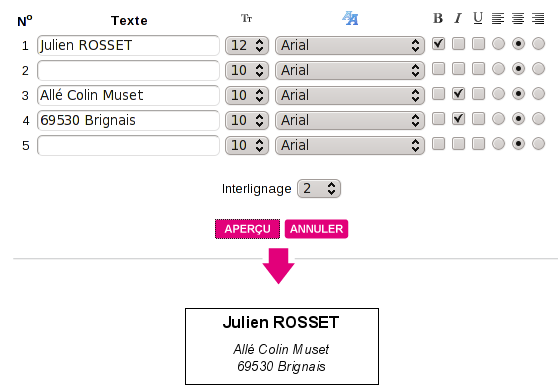 N° Texte Tт B I U
1 Julien ROSSET 12 Arial
2 10 Arial
3 Allé Colin Muset 10 Arial
4 69530 Brignais 10 Arial
5 10 Arial
Interlignage 2
APERÇU ANNULER
Julien ROSSET
Allé Colin Muset
69530 Brignais